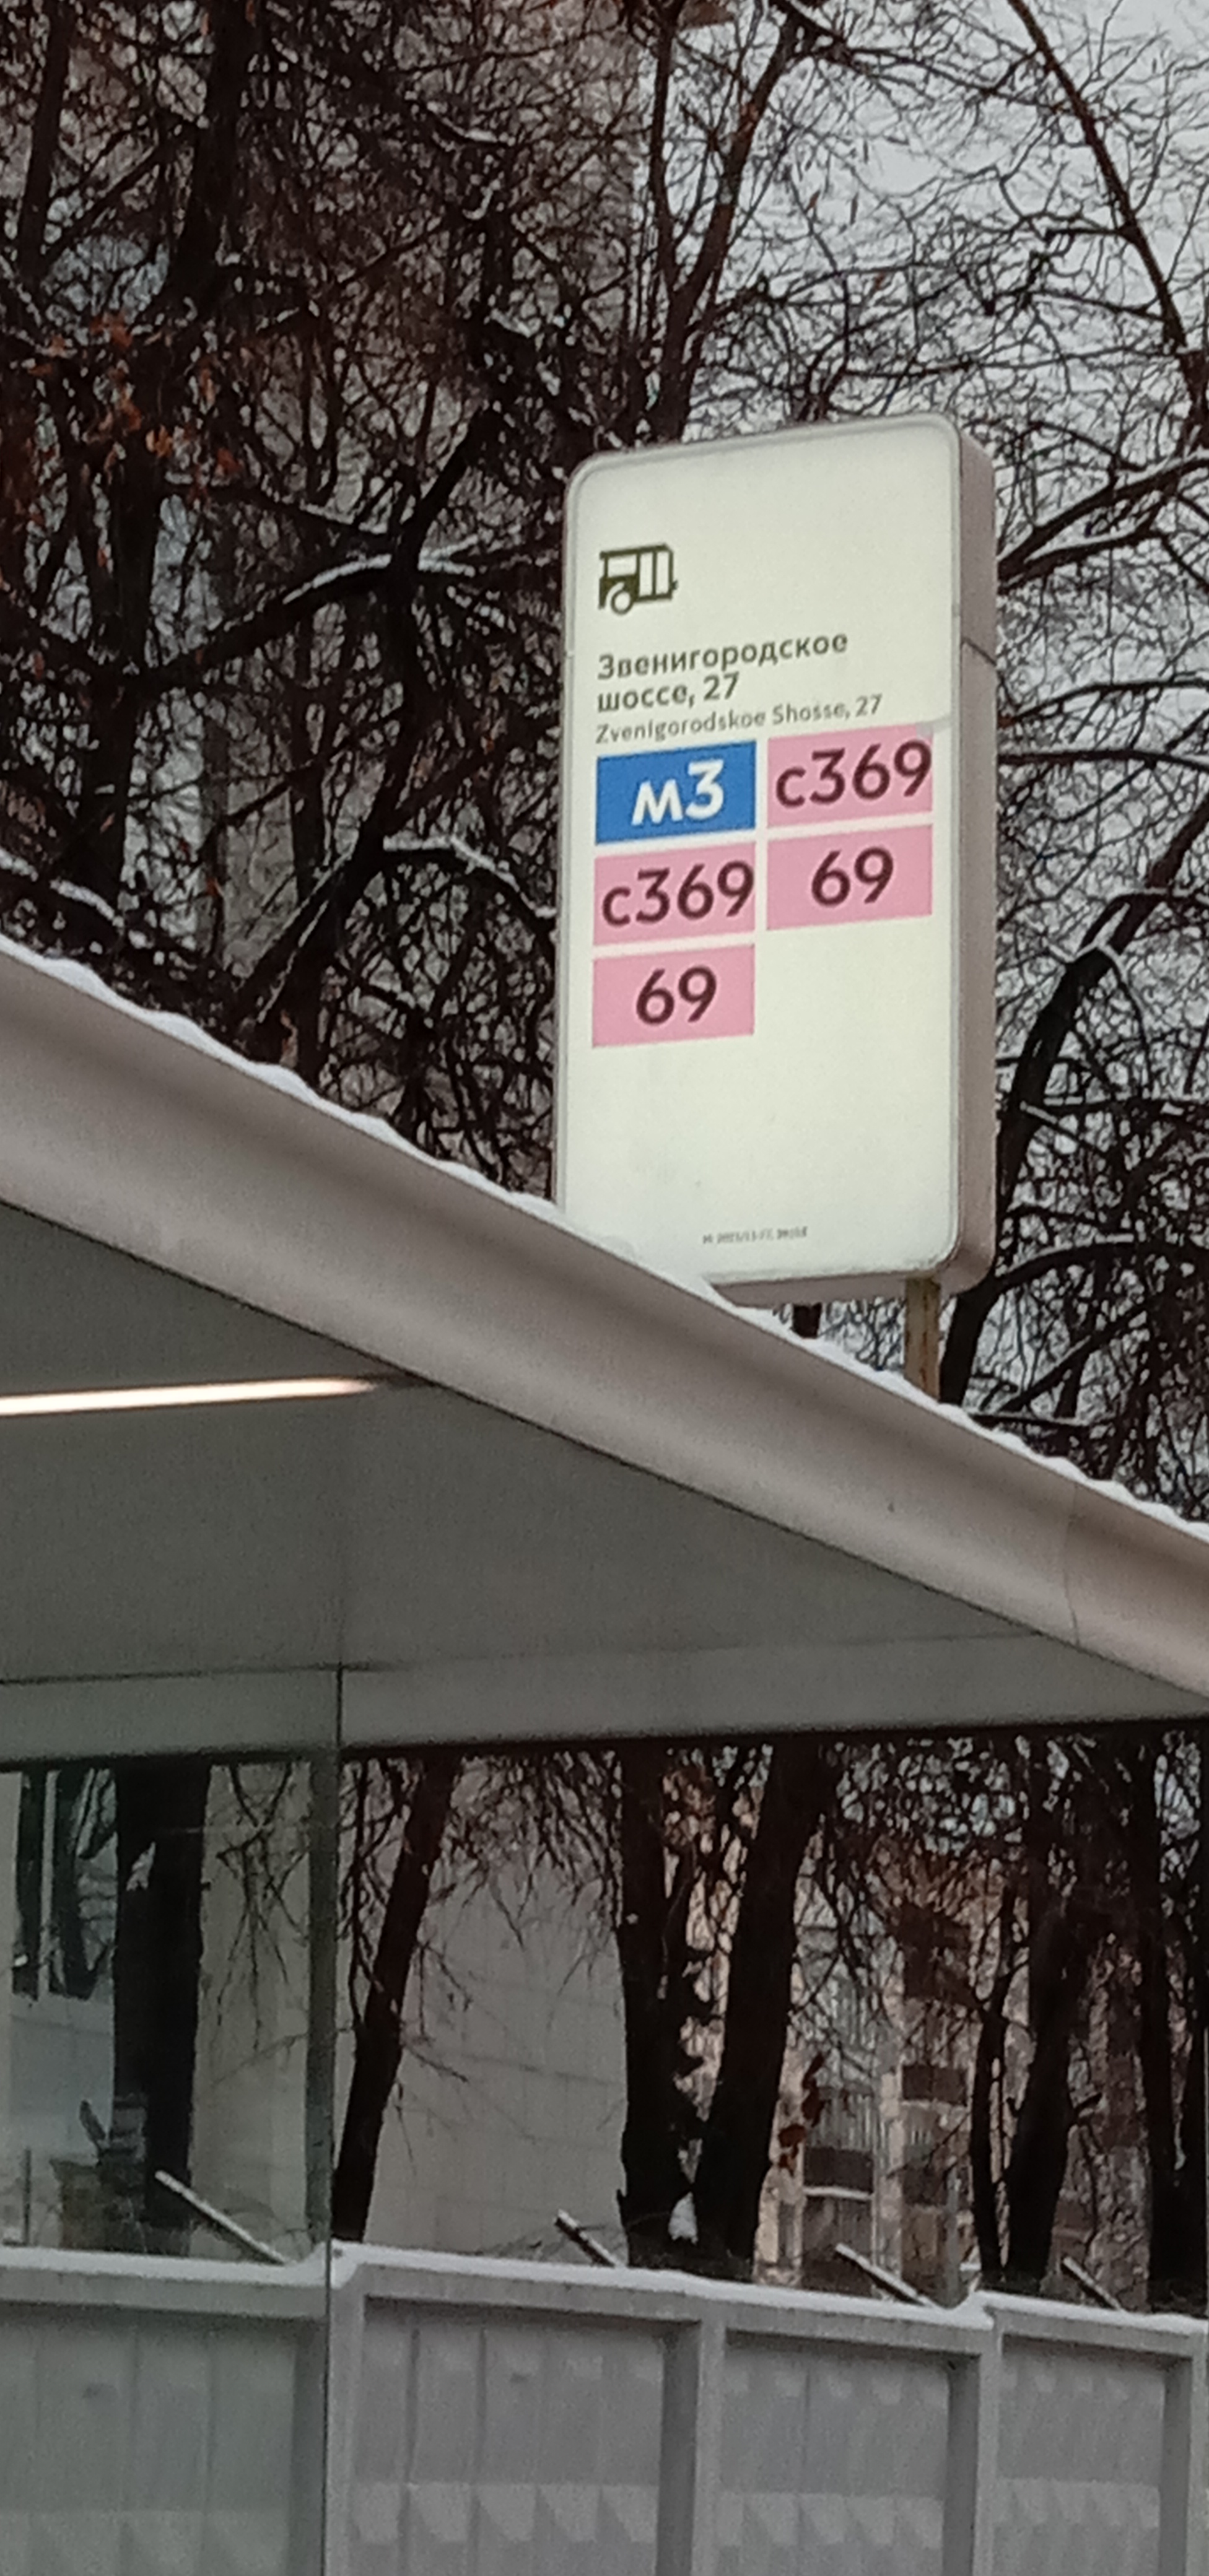 Звенигородское
шоссе, 27
Zvenigorodskoe Shosse, 27
м3 с369
с369 69
69